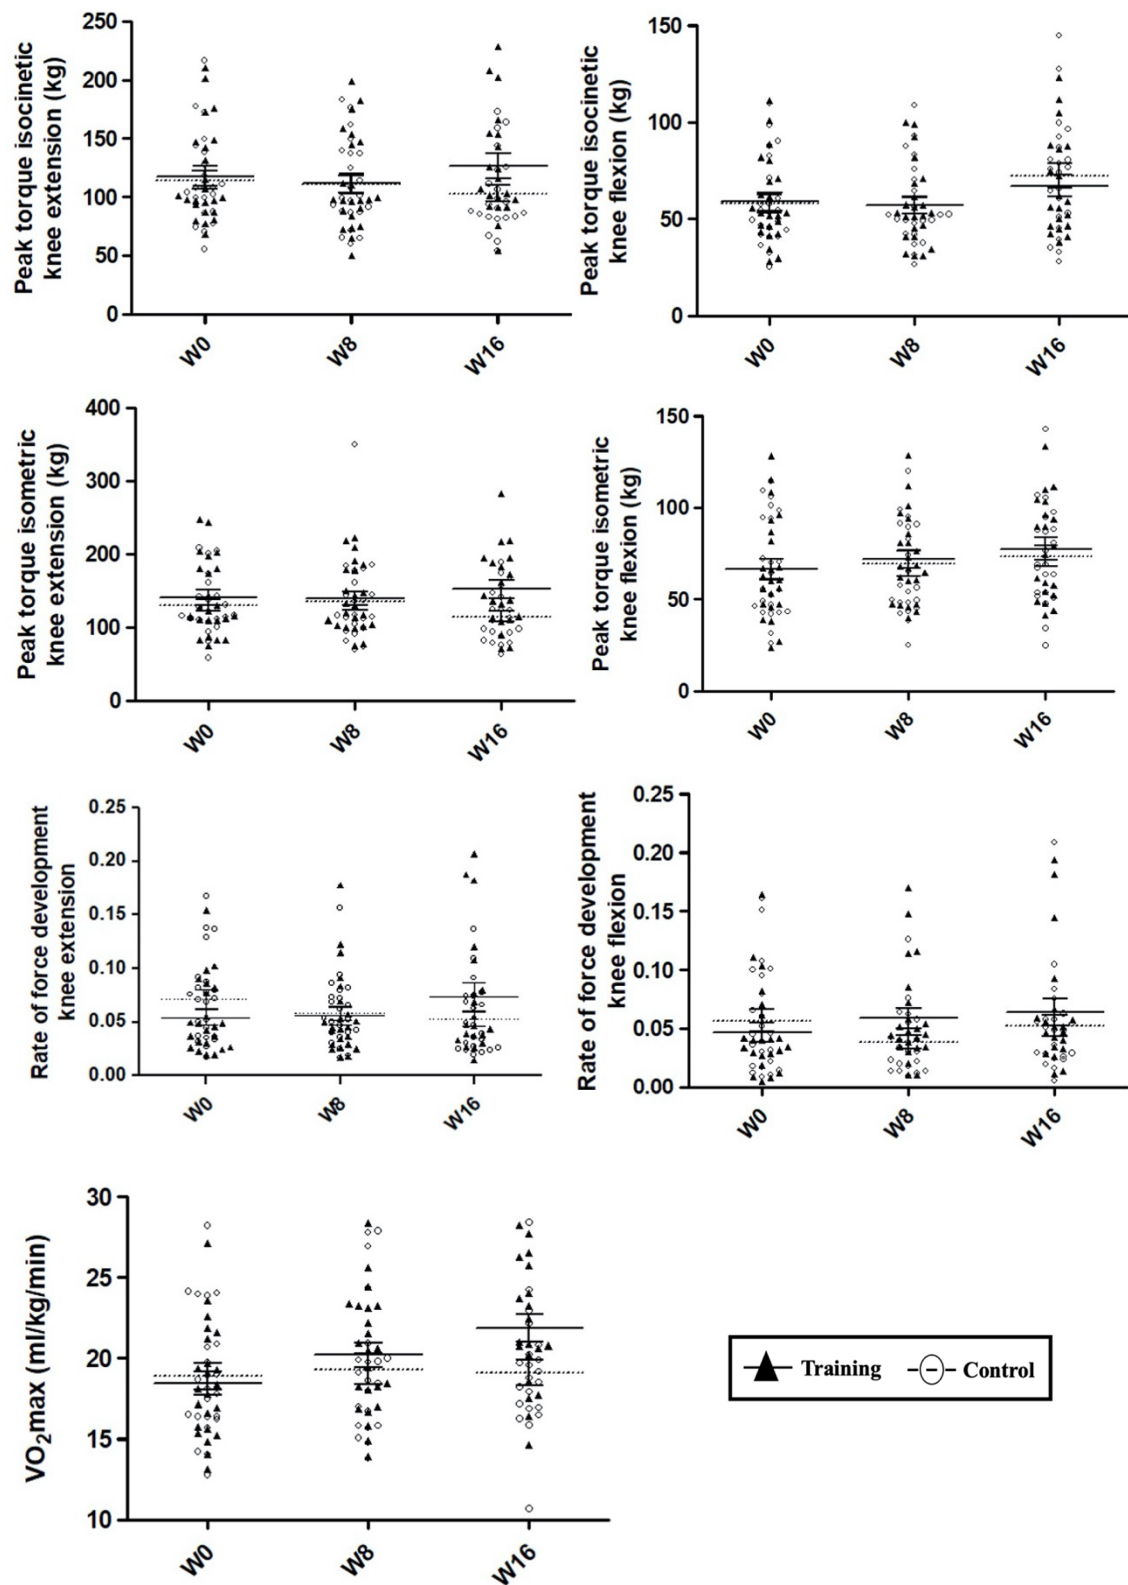 Peak torque isocinetic
knee extension (kg)
250
200
150
100
50
0
W0
W8
W16
Peak torque isocinetic
knee flexion (kg)
150
100
50
0
W0
W8
W16
Peak torque isometric
knee extension (kg)
400
300
200
100
0
W0
W8
W16
Peak torque isometric
knee flexion (kg)
150
100
50
0
W0
W8
W16
Rate of force development
knee extension
0.25
0.20
0.15
0.10
0.05
0.00
W0
W8
W16
Rate of force development
knee flexion
0.25
0.20
0.15
0.10
0.05
0.00
W0
W8
W16
VO₂max (ml/kg/min)
30
25
20
15
10
W0
W8
W16
Training
Control